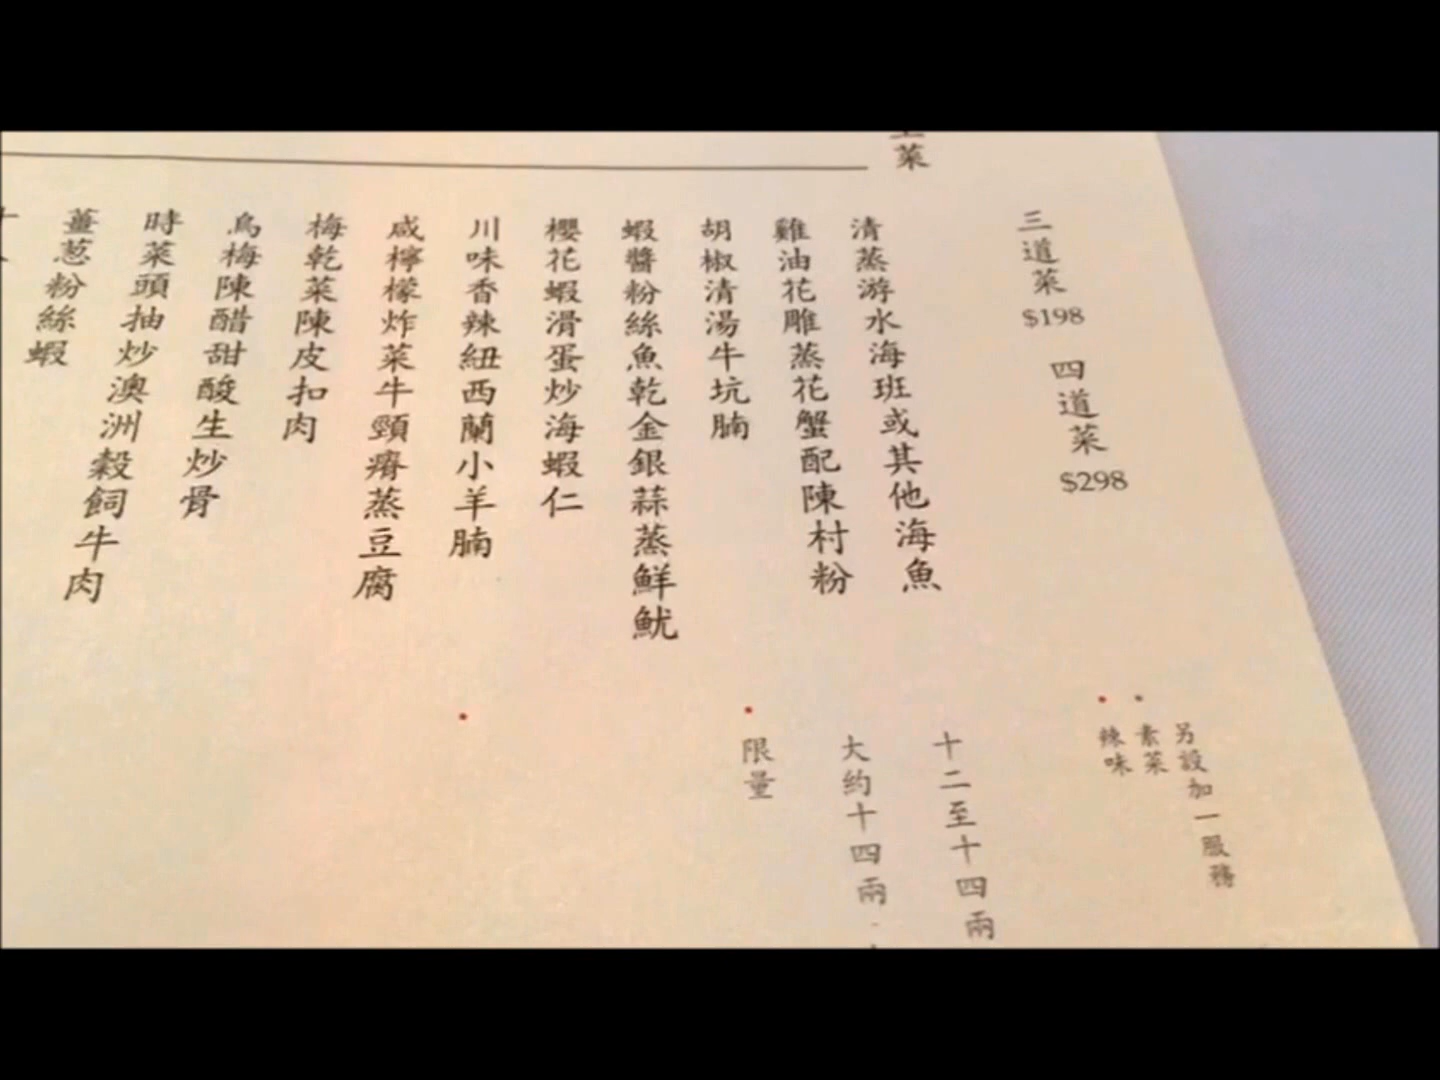 三道菜
$198
四道菜
$298
另設加一服務
素菜
辣味
菜
清蒸游水海班或其他海魚
十二至十四兩
雞油花雕蒸花蟹配陳村粉
大約十四兩
胡椒清湯牛坑腩
限量
蝦醬粉絲魚乾金銀蒜蒸鮮魷
櫻花蝦滑蛋炒海蝦仁
川味香辣紐西蘭小羊腩
咸檸檬炸菜牛頸癐蒸豆腐
梅乾菜陳皮扣肉
烏梅陳醋甜酸生炒骨
時菜頭抽炒澳洲穀飼牛肉
薑葱粉絲蝦